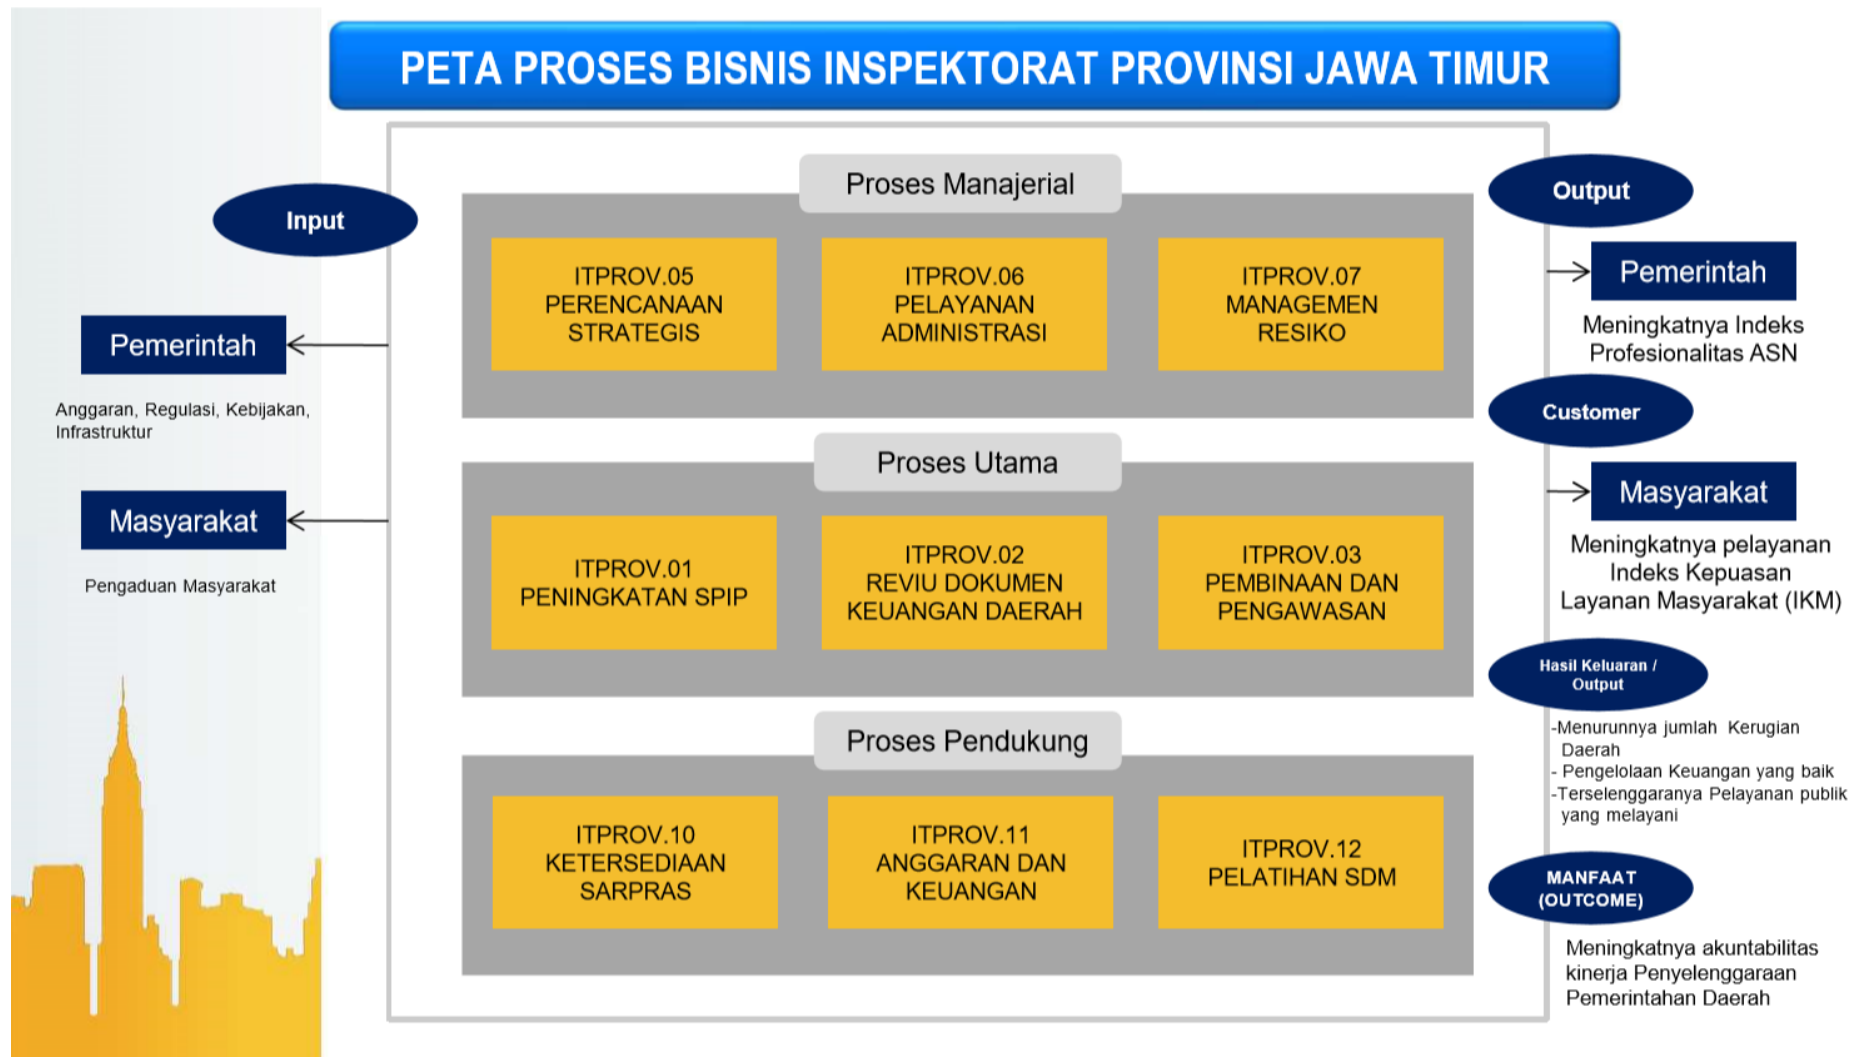 PETA PROSES BISNIS INSPEKTORAT PROVINSI JAWA TIMUR
Input
Pemerintah
Anggaran, Regulasi, Kebijakan,
Infrastruktur
Masyarakat
Pengaduan Masyarakat
Proses Manajerial
ITPROV.05
PERENCANAAN
STRATEGIS
ITPROV.06
PELAYANAN
ADMINISTRASI
ITPROV.07
MANAGEMEN
RESIKO
Proses Utama
ITPROV.01
PENINGKATAN SPIP
ITPROV.02
REVIU DOKUMEN
KEUANGAN DAERAH
ITPROV.03
PEMBINAAN DAN
PENGAWASAN
Proses Pendukung
ITPROV.10
KETERSEDIAAN
SARPRAS
ITPROV.11
ANGGARAN DAN
KEUANGAN
ITPROV.12
PELATIHAN SDM
Output
Pemerintah
Meningkatnya Indeks
Profesionalitas ASN
Customer
Masyarakat
Meningkatnya pelayanan
Indeks Kepuasan
Layanan Masyarakat (IKM)
Hasil Keluaran /
Output
-Menurunnya jumlah Kerugian
Daerah
- Pengelolaan Keuangan yang baik
-Terselenggaranya Pelayanan publik
yang melayani
MANFAAT
(OUTCOME)
Meningkatnya akuntabilitas
kinerja Penyelenggaraan
Pemerintahan Daerah